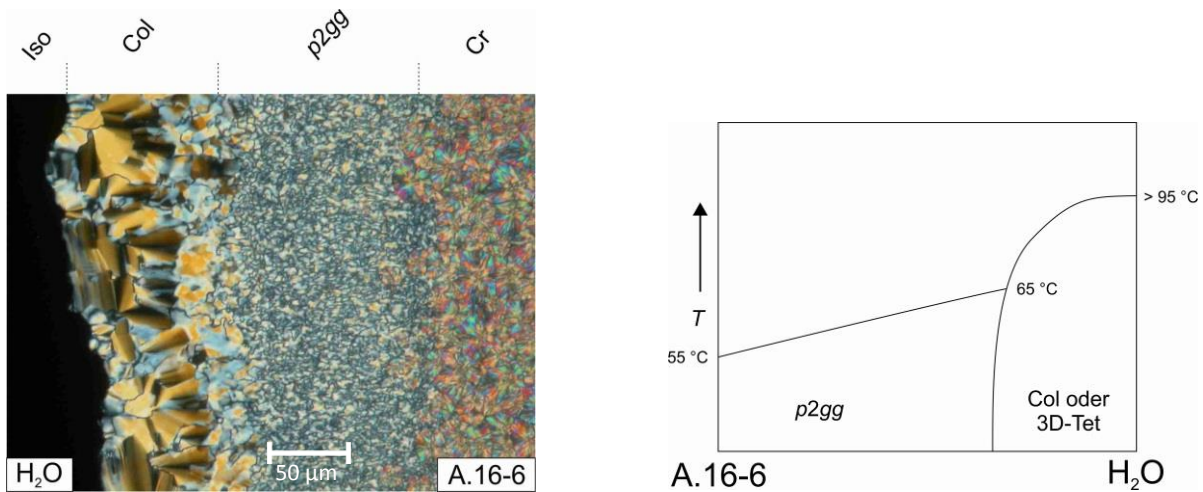 Iso
Col
p2gg
Cr
H₂O
50 µm
A.16-6
> 95 °C
65 °C
T
55 °C
p2gg
Col oder
3D-Tet
A.16-6
H₂O